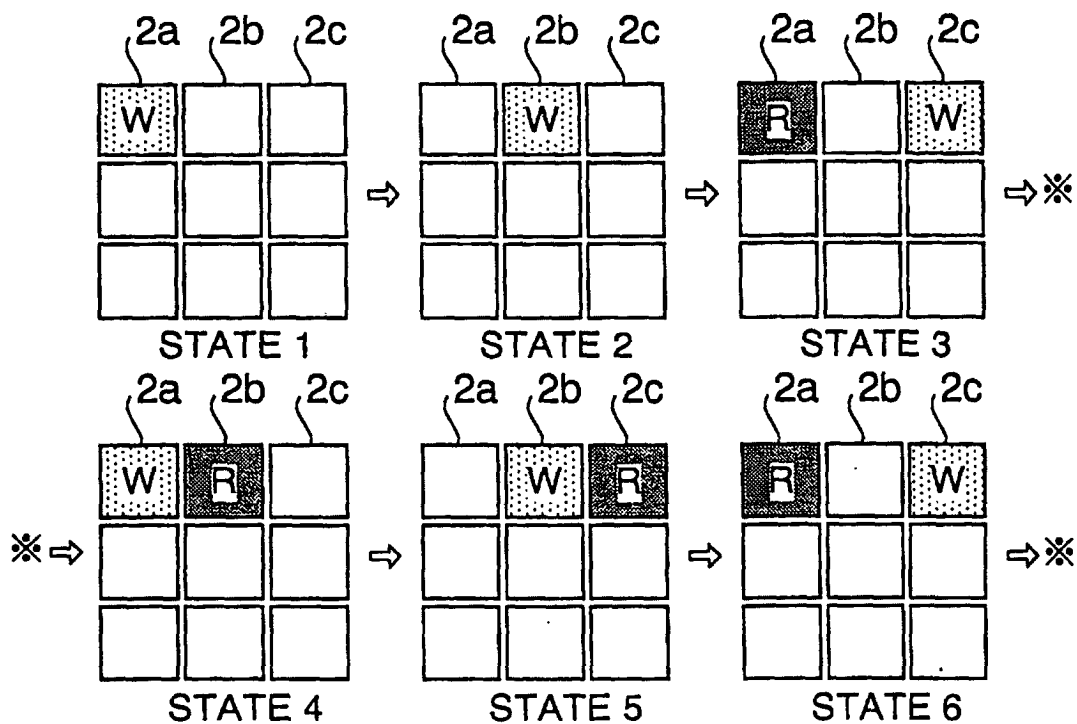 2a 2b 2c 2a 2b 2c 2a 2b 2c
W W R W
⇨ ⇨ ⇨※
STATE 1 STATE 2 STATE 3
2a 2b 2c 2a 2b 2c 2a 2b 2c
W R W R R W
※⇨ ⇨ ⇨ ⇨※
STATE 4 STATE 5 STATE 6